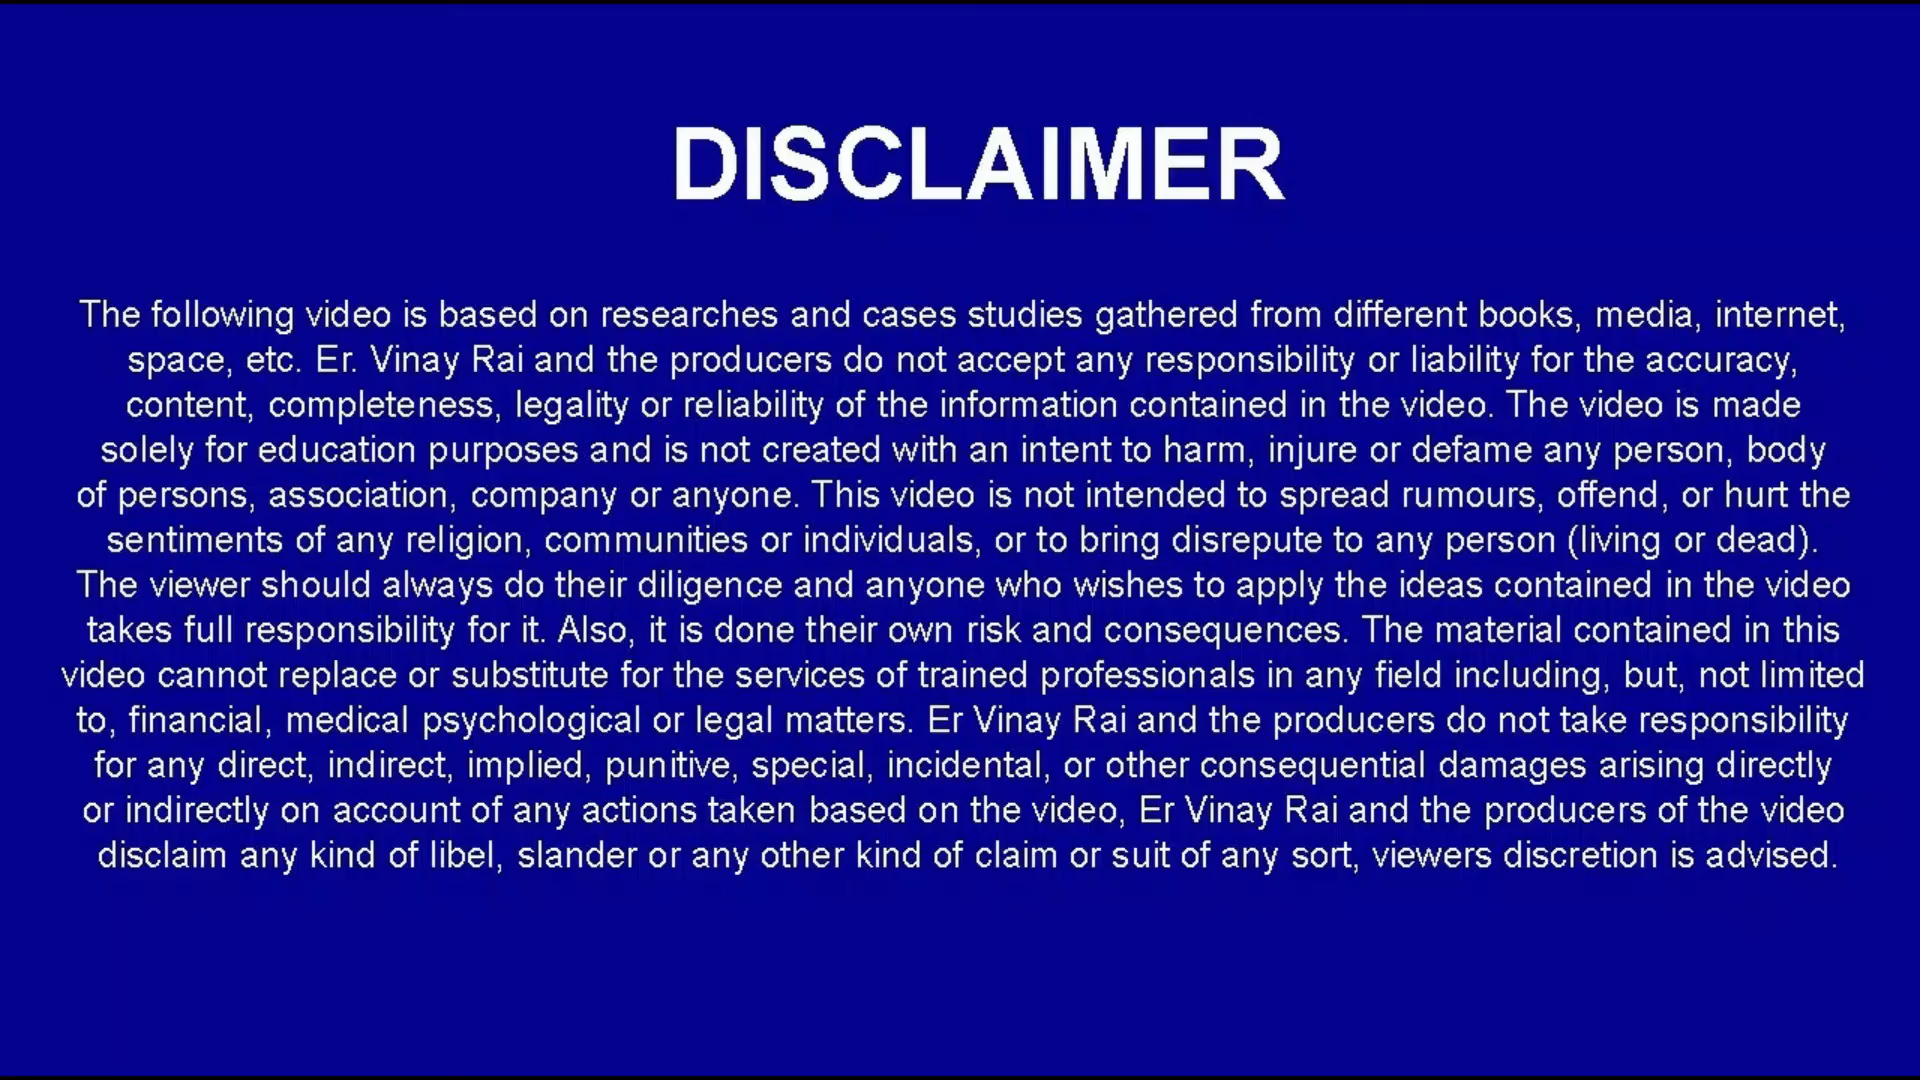 DISCLAIMER
The following video is based on researches and cases studies gathered from different books, media, internet,
space, etc. Er. Vinay Rai and the producers do not accept any responsibility or liability for the accuracy,
content, completeness, legality or reliability of the information contained in the video. The video is made
solely for education purposes and is not created with an intent to harm, injure or defame any person, body
of persons, association, company or anyone. This video is not intended to spread rumours, offend, or hurt the
sentiments of any religion, communities or individuals, or to bring disrepute to any person (living or dead).
The viewer should always do their diligence and anyone who wishes to apply the ideas contained in the video
takes full responsibility for it. Also, it is done their own risk and consequences. The material contained in this
video cannot replace or substitute for the services of trained professionals in any field including, but, not limited
to, financial, medical psychological or legal matters. Er Vinay Rai and the producers do not take responsibility
for any direct, indirect, implied, punitive, special, incidental, or other consequential damages arising directly
or indirectly on account of any actions taken based on the video, Er Vinay Rai and the producers of the video
disclaim any kind of libel, slander or any other kind of claim or suit of any sort, viewers discretion is advised.